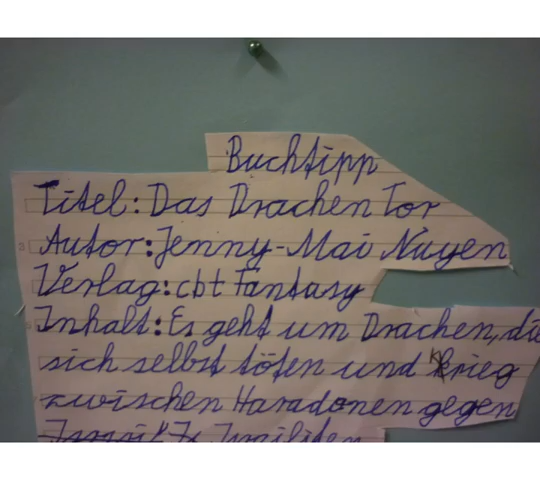 Buchtipp
Titel: Das Drachen Tor
Autor: Jenny-Mai Nuyen
Verlag: cbt Fantasy
Inhalt: Es geht um Drachen, die
sich selbst töten und Krieg
zwischen Haradonen gegen